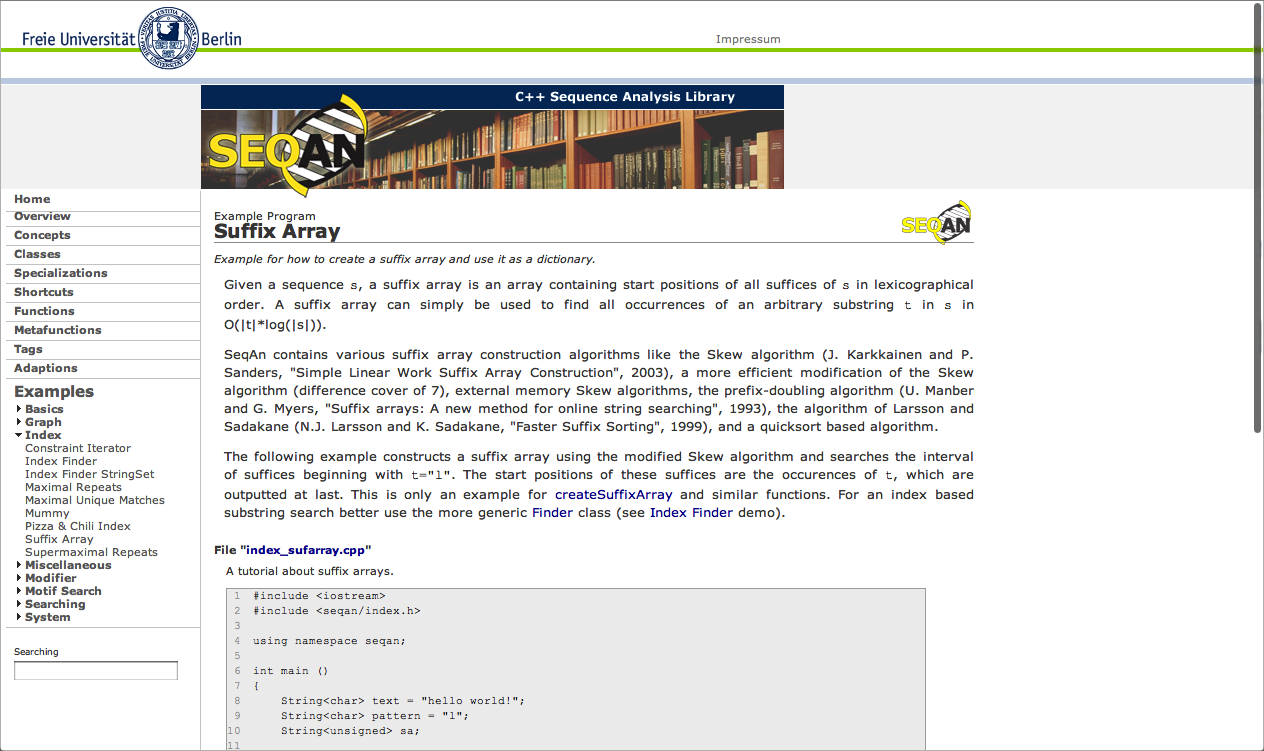 Freie Universität Berlin
Impressum
C++ Sequence Analysis Library
SEQAN
Home
Overview
Concepts
Classes
Specializations
Shortcuts
Functions
Metafunctions
Tags
Adaptions
Examples
Basics
Graph
Index
Constraint Iterator
Index Finder
Index Finder StringSet
Maximal Repeats
Maximal Unique Matches
Mummy
Pizza & Chili Index
Suffix Array
Supermaximal Repeats
Miscellaneous
Modifier
Motif Search
Searching
System
Searching
Example Program
Suffix Array
SEQAN
Example for how to create a suffix array and use it as a dictionary.
Given a sequence s, a suffix array is an array containing start positions of all suffices of s in lexicographical
order. A suffix array can simply be used to find all occurrences of an arbitrary substring t in s in
O(|t|*log(|s|)).
SeqAn contains various suffix array construction algorithms like the Skew algorithm (J. Karkkainen and P.
Sanders, "Simple Linear Work Suffix Array Construction", 2003), a more efficient modification of the Skew
algorithm (difference cover of 7), external memory Skew algorithms, the prefix-doubling algorithm (U. Manber
and G. Myers, "Suffix arrays: A new method for online string searching", 1993), the algorithm of Larsson and
Sadakane (N.J. Larsson and K. Sadakane, "Faster Suffix Sorting", 1999), and a quicksort based algorithm.
The following example constructs a suffix array using the modified Skew algorithm and searches the interval
of suffices beginning with t="l". The start positions of these suffices are the occurences of t, which are
outputted at last. This is only an example for createSuffixArray and similar functions. For an index based
substring search better use the more generic Finder class (see Index Finder demo).
File "index_sufarray.cpp"
A tutorial about suffix arrays.
1 #include <iostream>
2 #include <seqan/index.h>
3
4 using namespace seqan;
5
6 int main ()
7 {
8 String<char> text = "hello world!";
9 String<char> pattern = "l";
10 String<unsigned> sa;
11